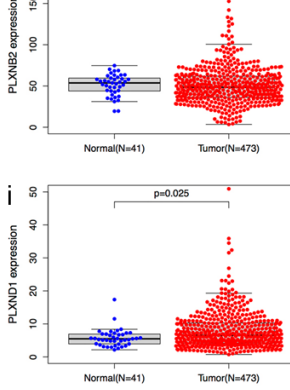 150
100
50
0
PLXNB2 expression
Normal(N=41) Tumor(N=473)
i
p=0.025
50
40
30
20
10
0
PLXND1 expression
Normal(N=41) Tumor(N=473)